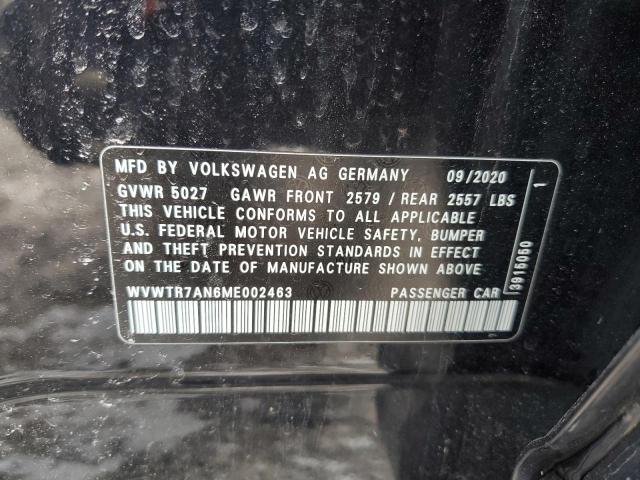 MFD BY VOLKSWAGEN AG GERMANY 09/2020
GVWR 5027 GAWR FRONT 2579 / REAR 2557 LBS
THIS VEHICLE CONFORMS TO ALL APPLICABLE
U.S. FEDERAL MOTOR VEHICLE SAFETY, BUMPER
AND THEFT PREVENTION STANDARDS IN EFFECT
ON THE DATE OF MANUFACTURE SHOWN ABOVE
WVWTR7AN6ME002463 PASSENGER CAR
3915050 1